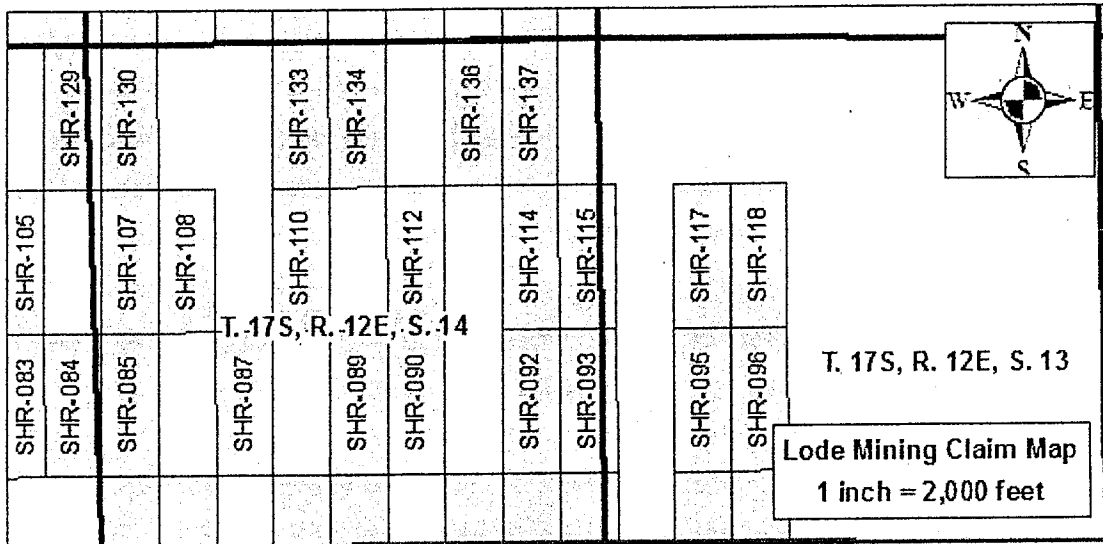 N
W E
S
SHR-129
SHR-130
SHR-133
SHR-134
SHR-136
SHR-137
SHR-105
SHR-107
SHR-108
SHR-110
SHR-112
SHR-114
SHR-115
SHR-117
SHR-118
T. 17S, R. 12E, S. 14
SHR-083
SHR-084
SHR-085
SHR-087
SHR-089
SHR-090
SHR-092
SHR-093
SHR-095
SHR-096
T. 17S, R. 12E, S. 13
Lode Mining Claim Map
1 inch = 2,000 feet